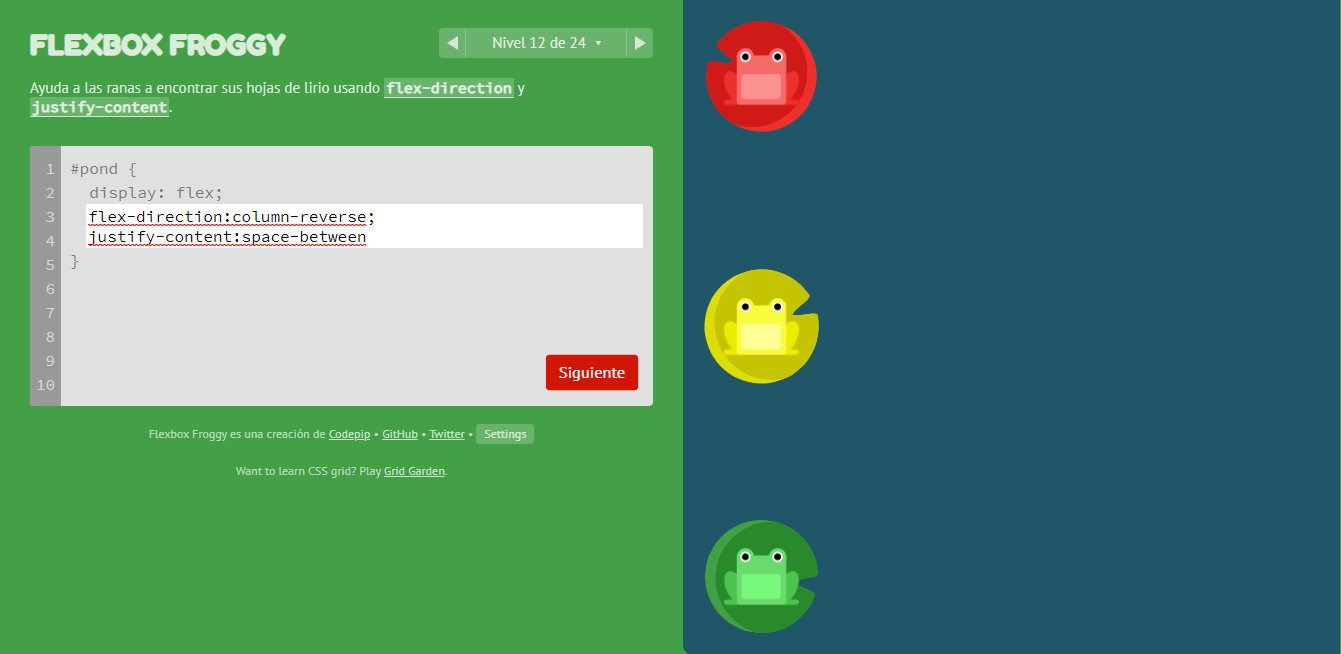 FLEXBOX FROGGY
Nivel 12 de 24
Ayuda a las ranas a encontrar sus hojas de lirio usando flex-direction y
justify-content.
1 #pond {
2 display: flex;
3 flex-direction:column-reverse;
4 justify-content:space-between
5 }
6
7
8
9
10
Siguiente
Flexbox Froggy es una creación de Codepip • GitHub • Twitter • Settings
Want to learn CSS grid? Play Grid Garden.